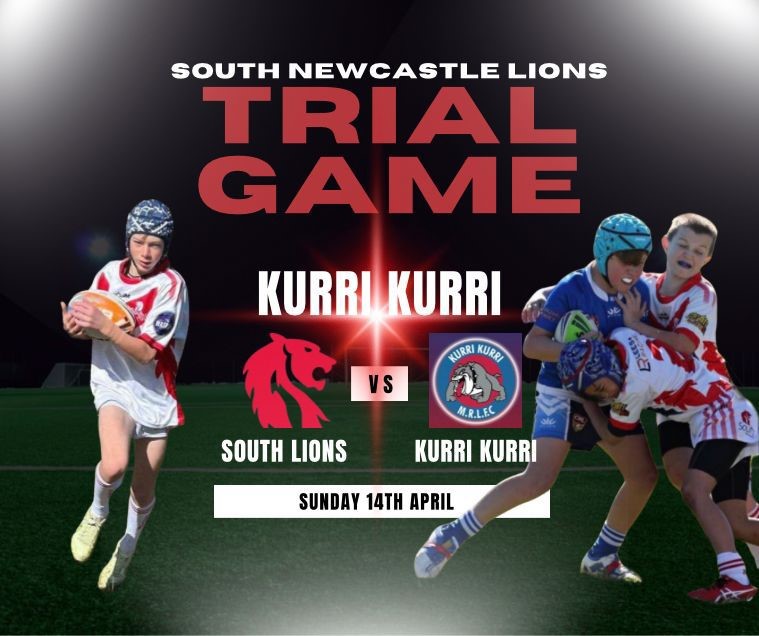 SOUTH NEWCASTLE LIONS
TRIAL
GAME
KURRI KURRI
VS
KURRI KURRI
M.R.L.F.C
SOUTH LIONS
KURRI KURRI
SUNDAY 14TH APRIL